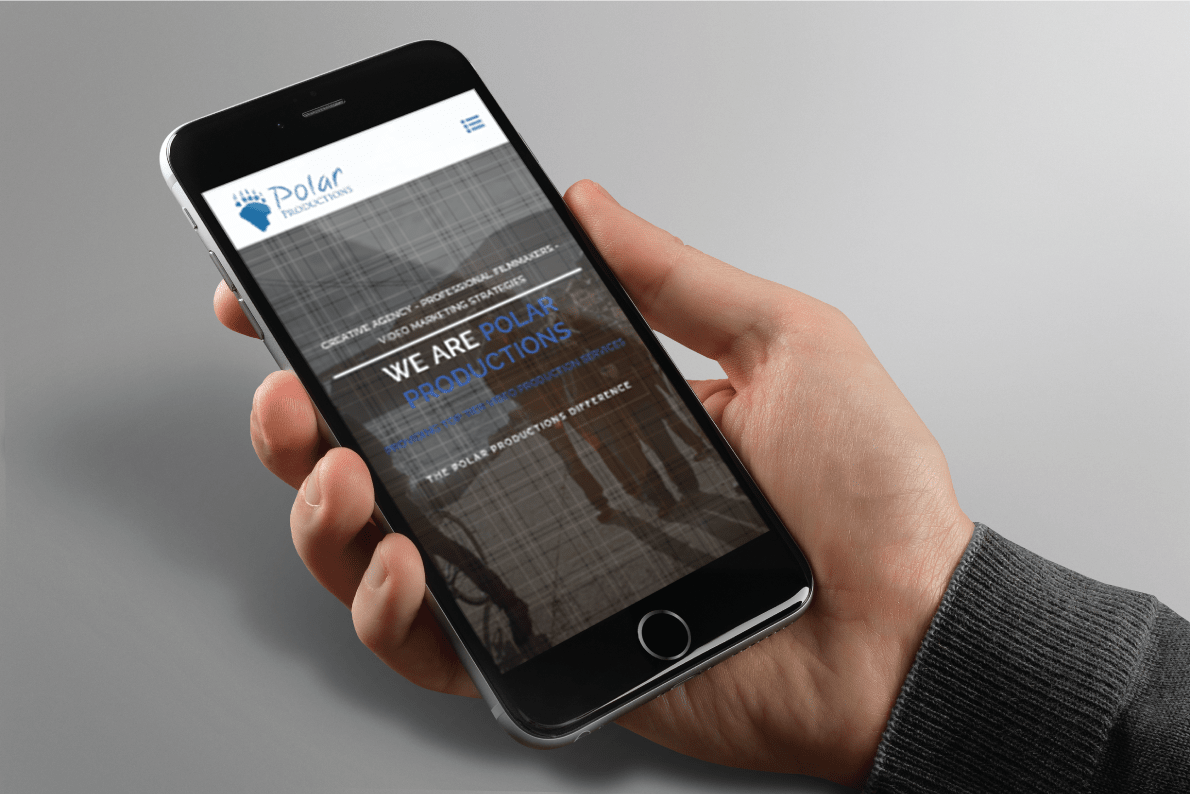 Polar
PRODUCTIONS
CREATIVE AGENCY - PROFESSIONAL FILMMAKERS -
VIDEO MARKETING STRATEGIES
WE ARE POLAR
PRODUCTIONS
VIDEO PRODUCTION SERVICES
THE POLAR PRODUCTIONS DIFFERENCE